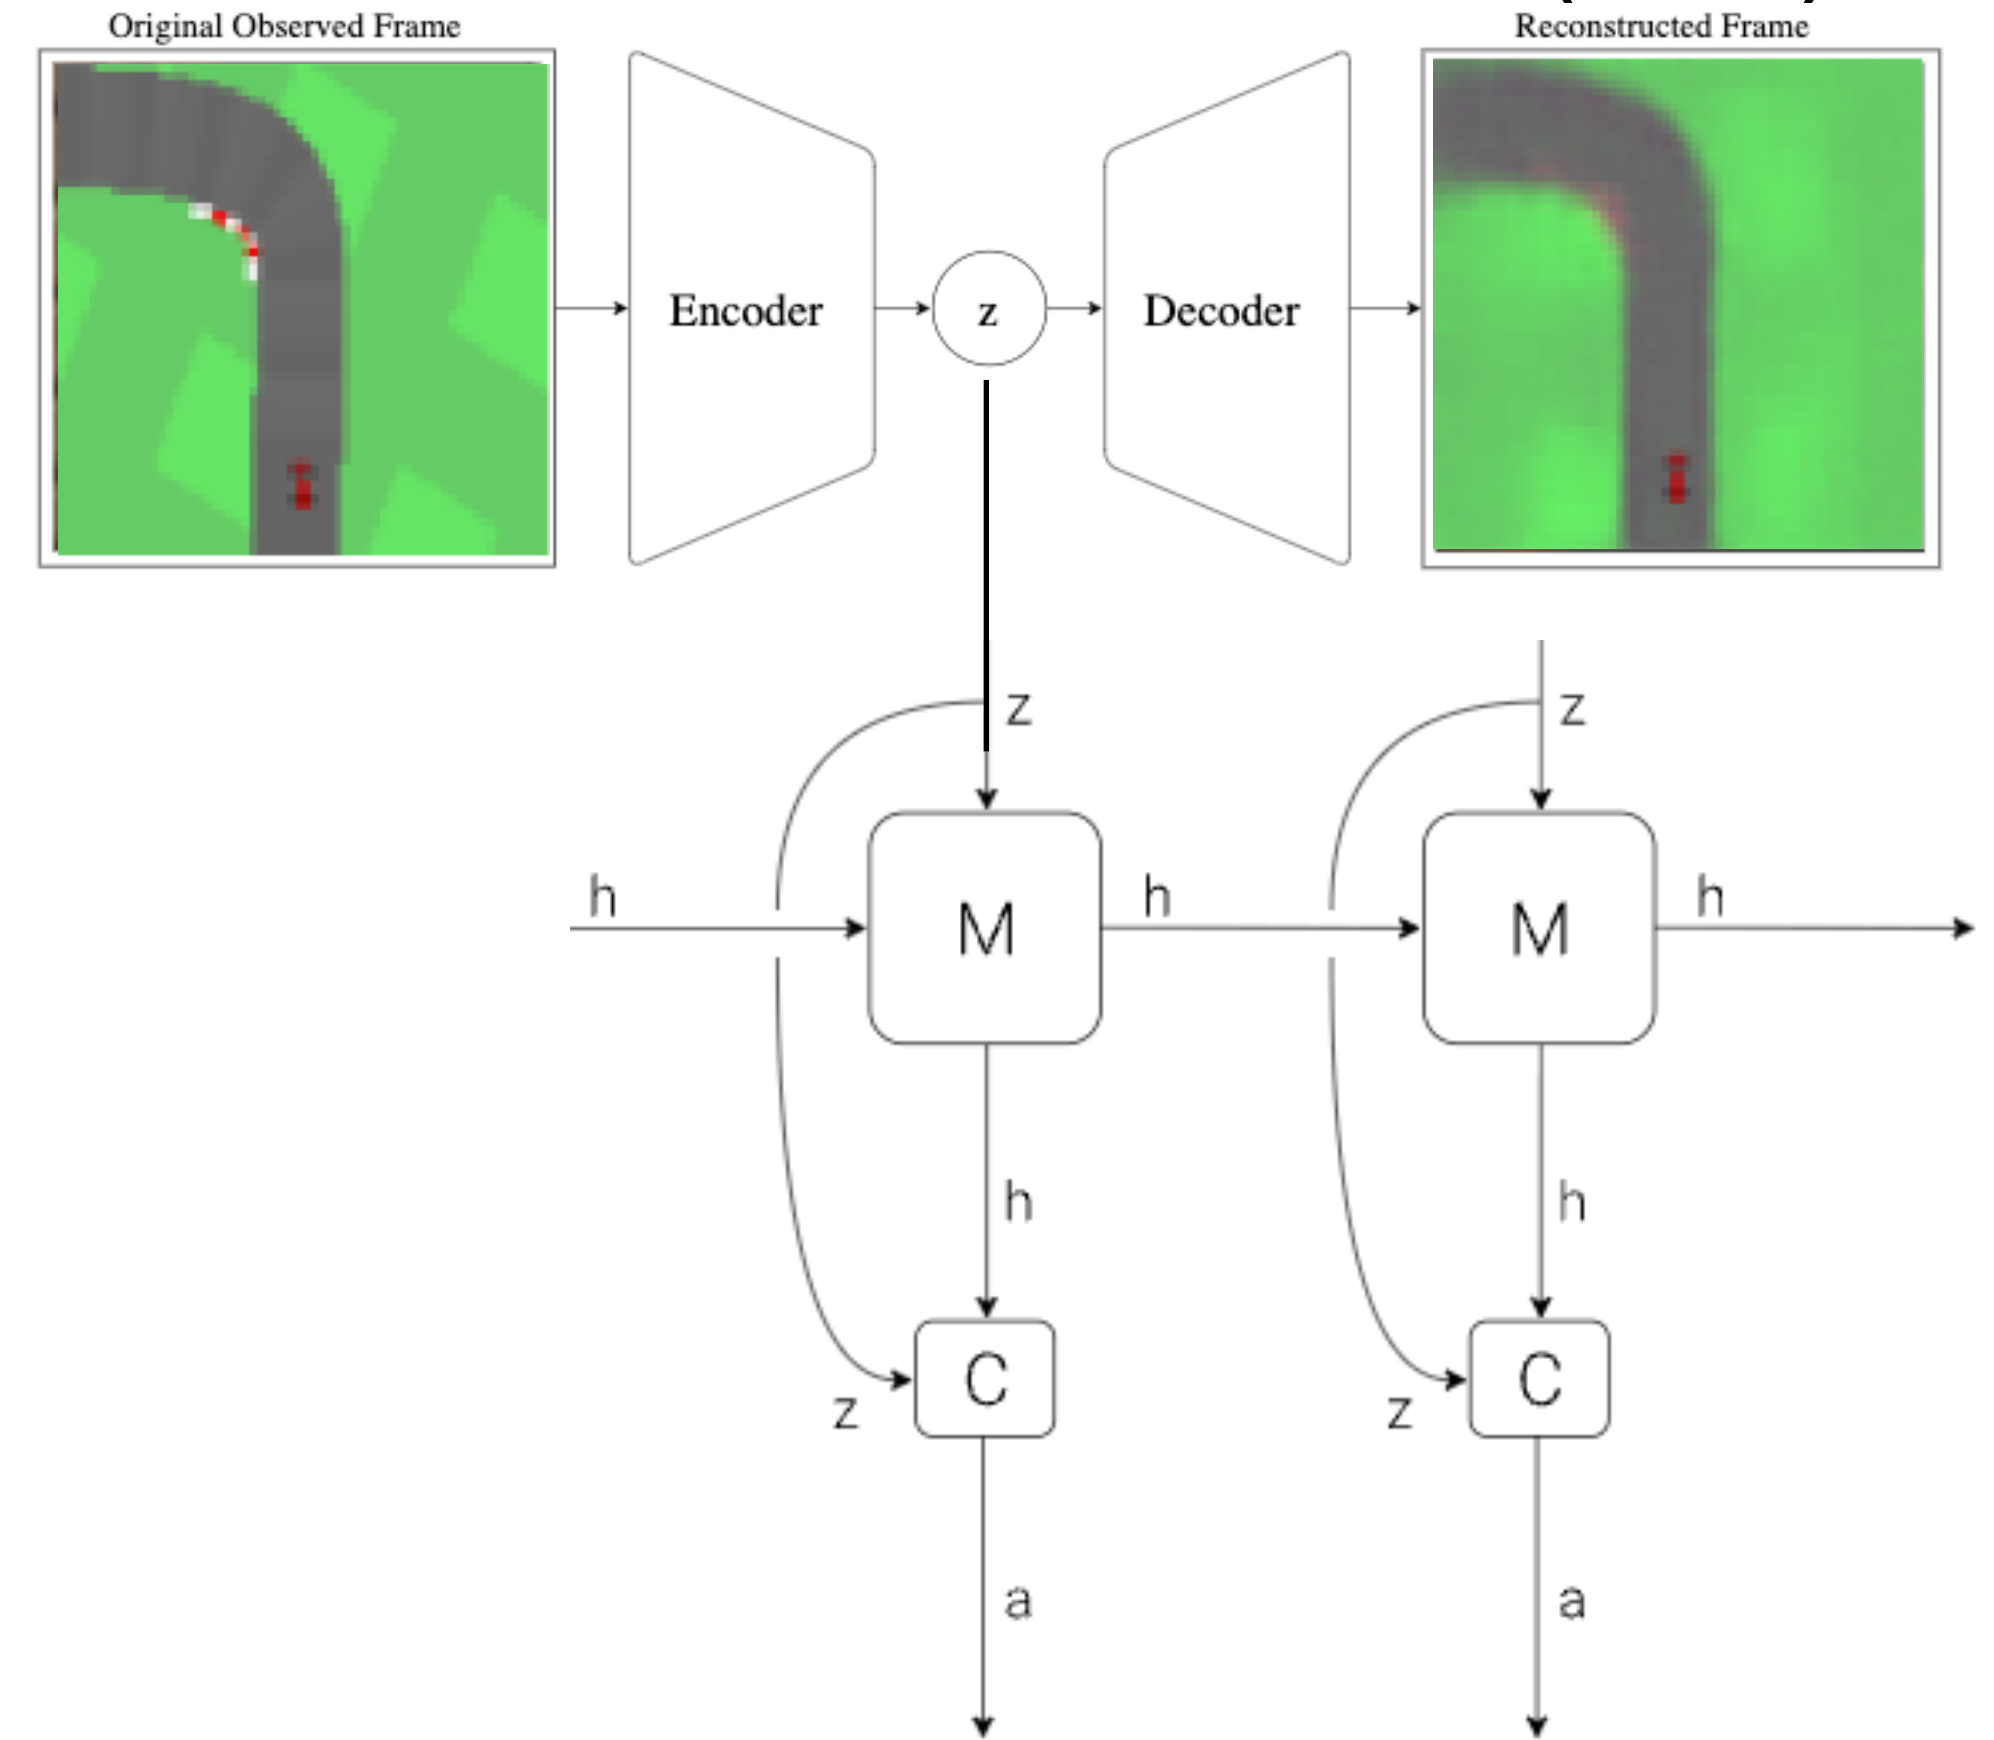 Original Observed Frame
Reconstructed Frame
Encoder
z
Decoder
z
z
h
M
h
M
h
h
h
C
C
z
z
a
a